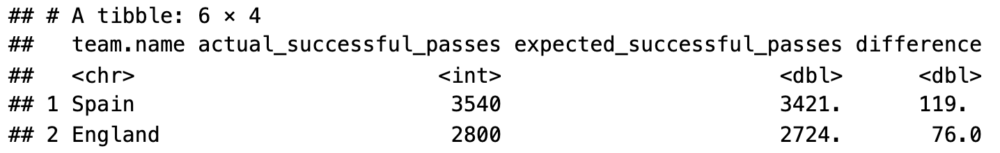 ## # A tibble: 6 × 4
##   team.name actual_successful_passes expected_successful_passes difference
##   <chr>                        <int>                      <dbl>      <dbl>
## 1 Spain                         3540                      3421.      119. 
## 2 England                       2800                      2724.       76.0